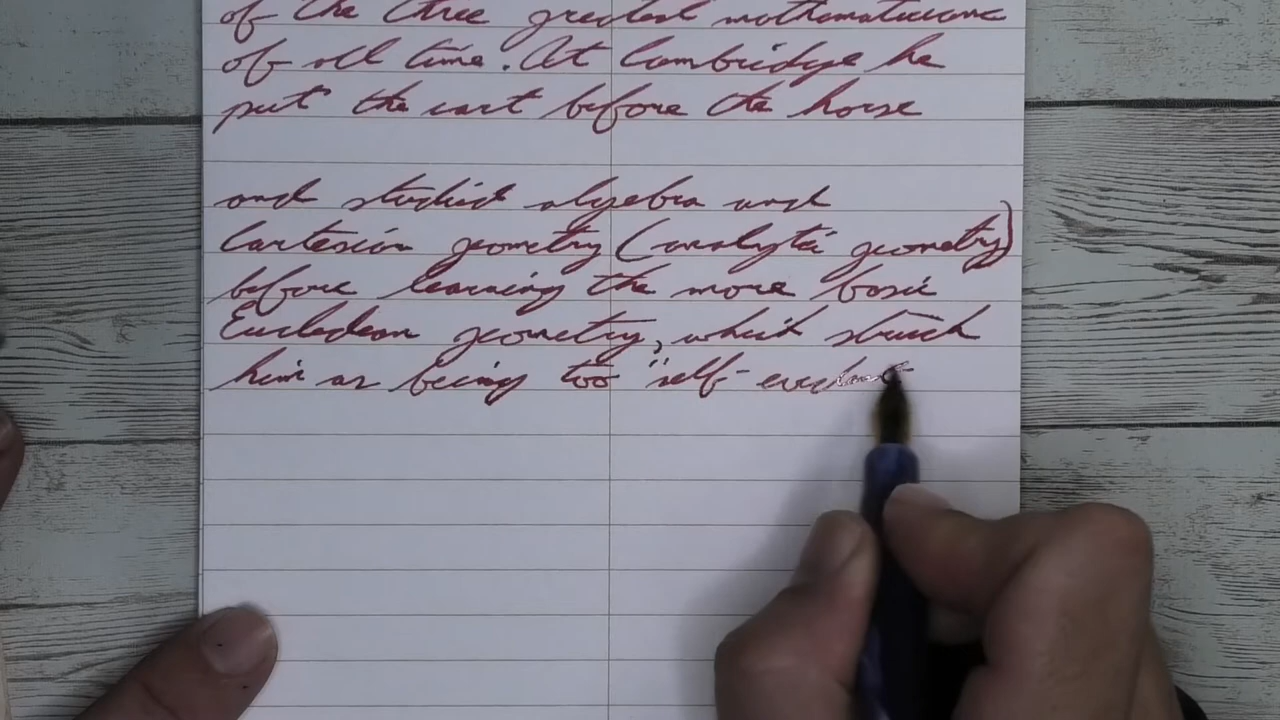 of the three greatest mathematicians
of all time. At Cambridge he
put the cart before the horse
and studied algebra and
Cartesian geometry (analytic geometry)
before learning the more basic
Euclidean geometry, which struck
him as being too "self-evident